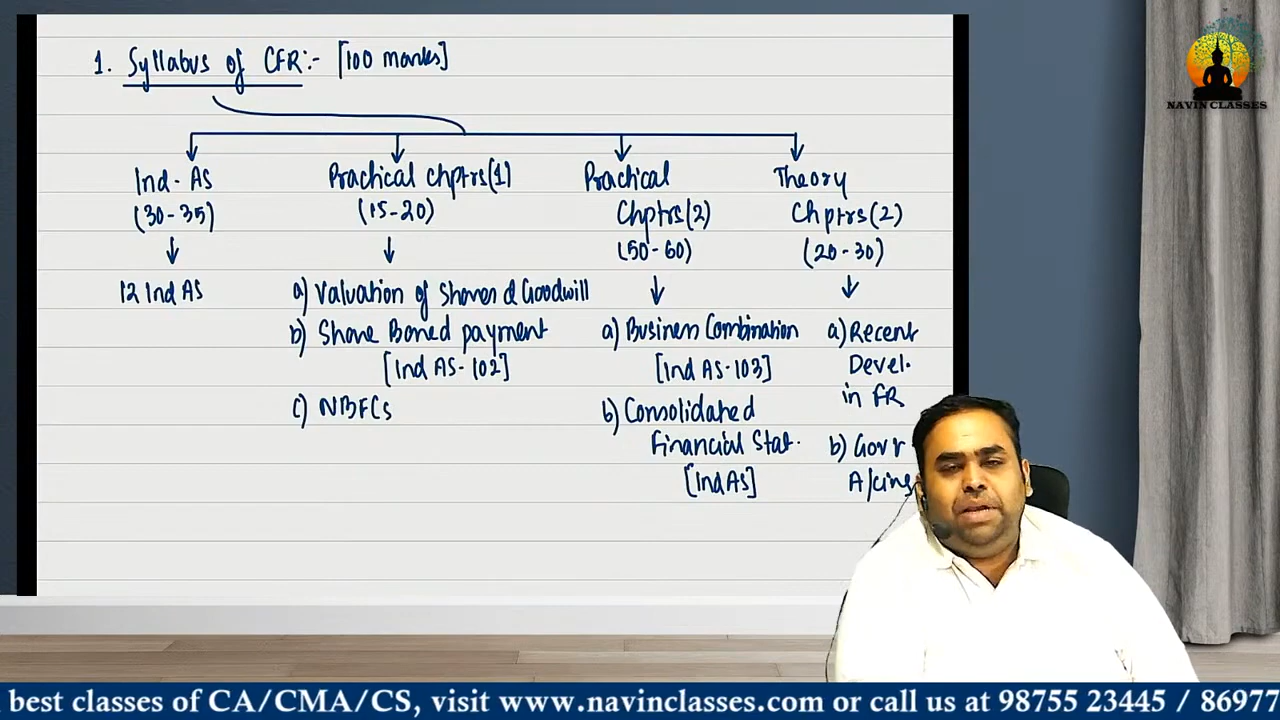 1. Syllabus of CFR:- [100 marks]
Ind-AS
(30-35)
12 Ind AS
Practical Chptrs(1)
(15-20)
a) Valuation of Shares & Goodwill
b) Share Based payment
[Ind AS-102]
c) NBFCs
Practical
Chptrs(2)
(50-60)
a) Business Combination
[Ind AS-103]
b) Consolidated
Financial Stat.
[Ind AS]
Theory
Chptrs(2)
(20-30)
a) Recent
Devel.
in FR
b) Govr
A/cing
NAVIN CLASSES
best classes of CA/CMA/CS, visit www.navinclasses.com or call us at 98755 23445 / 86977